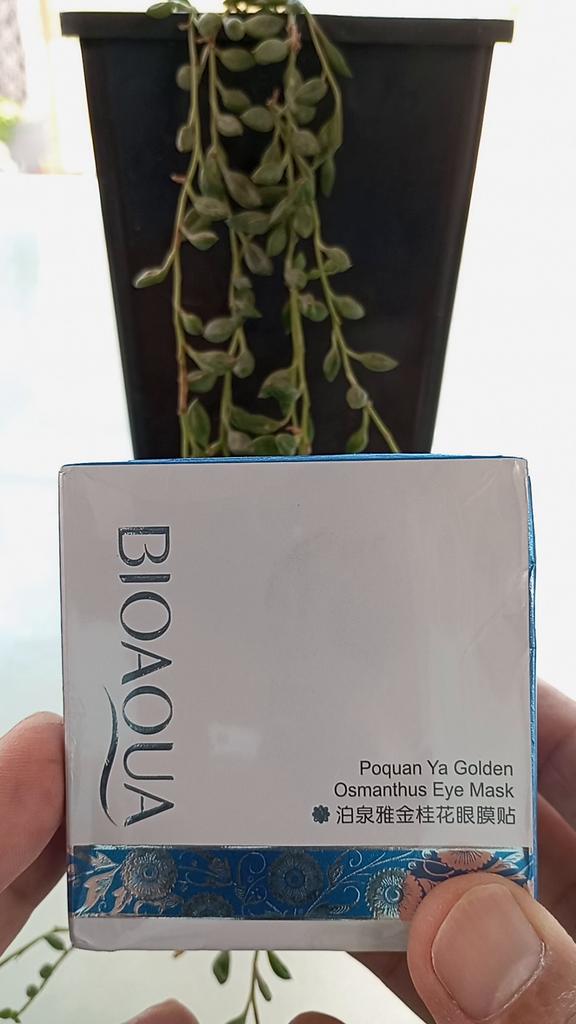 BIOAQUA
Poquan Ya Golden
Osmanthus Eye Mask
泊泉雅金桂花眼膜贴